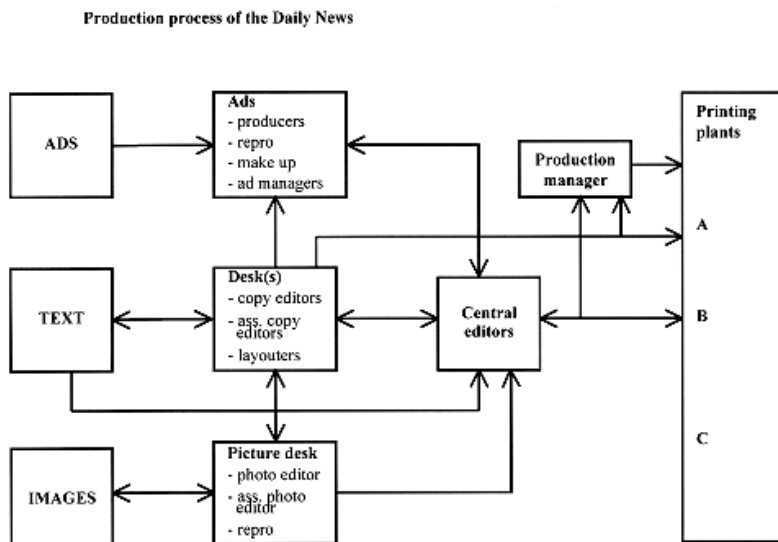 Production process of the Daily News
ADS
Ads
- producers
- repro
- make up
- ad managers
Production
manager
Printing
plants
A
B
C
TEXT
Desk(s)
- copy editors
- ass. copy
editors
- layouters
Central
editors
IMAGES
Picture desk
- photo editor
- ass. photo
editor
- repro